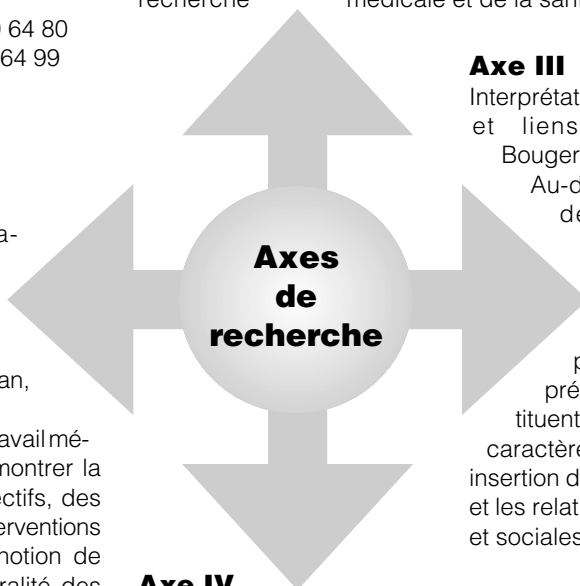 recherche
médicale et de la san
64 80
64 99
Axe III
Interprétat
et liens
Bouger
Au-d
de
a-
Axes
de
recherche
an,
avail mé-
montrer la
ectifs, des
erventions
notion de
ralité des
p
pré
tituent
caractère
insertion d
et les relat
et sociales
Axe IV